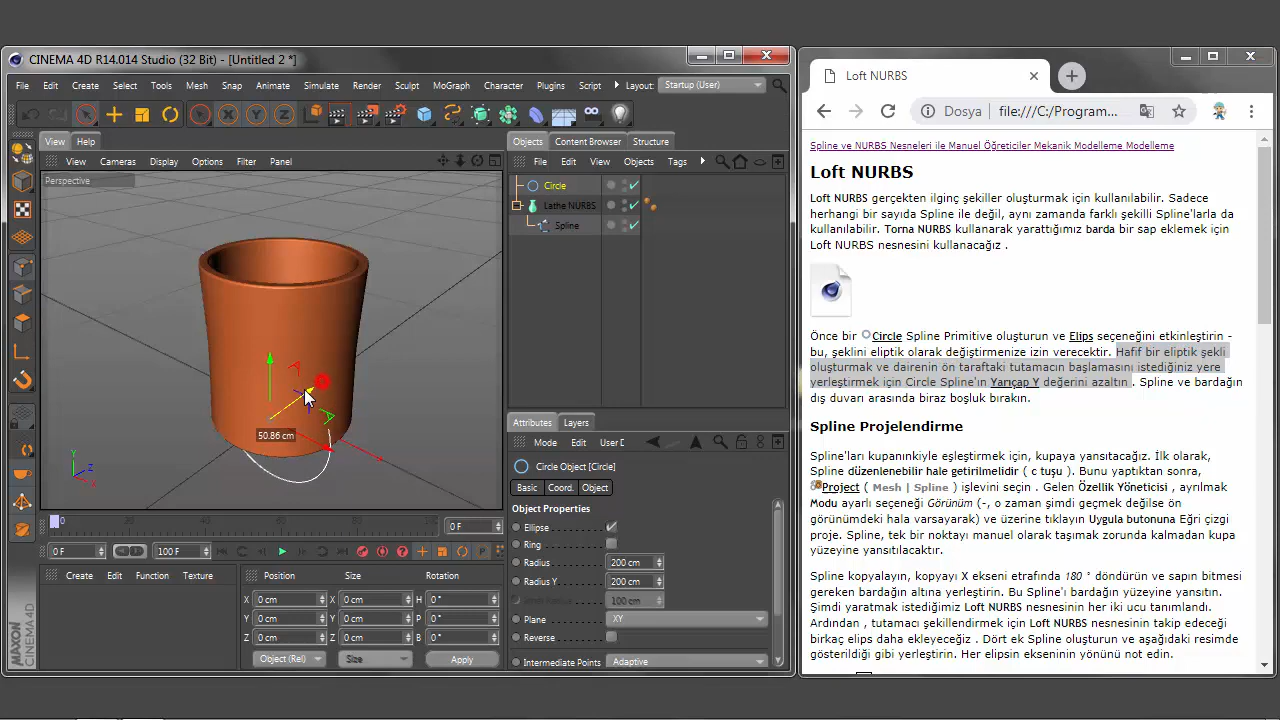 CINEMA 4D R14.014 Studio (32 Bit) - [Untitled 2 *]
File Edit Create Select Tools Mesh Snap Animate Simulate Render Sculpt MoGraph Character Plugins Script Layout: Startup (User)
View Help
View Cameras Display Options Filter Panel
Perspective
50.86 cm
Y
Z
X
0 20 40 60 80 100
0 F
0 F
100 F
Create Edit Function Texture
Position Size Rotation
X 0 cm X 0 cm H 0 °
Y 0 cm Y 0 cm P 0 °
Z 0 cm Z 0 cm B 0 °
Object (Rel) Size Apply
MAXON
CINEMA 4D
Objects Content Browser Structure
File Edit View Objects Tags
Circle
Lathe NURBS
Spline
Attributes Layers
Mode Edit
Circle Object [Circle]
Basic Coord. Object
Object Properties
Ellipse
Ring
Radius 200 cm
Radius Y 200 cm
100 cm
Plane XY
Reverse
Intermediate Points Adaptive
Loft NURBS
Dosya file:///C:/Program...
Spline ve NURBS Nesneleri ile Manuel Öğreticiler Mekanik Modelleme Modelleme
Loft NURBS
Loft NURBS gerçekten ilginç şekiller oluşturmak için kullanılabilir. Sadece
herhangi bir sayıda Spline ile değil, aynı zamanda farklı şekilli Spline'larla da
kullanılabilir. Torna NURBS kullanarak yarattığımız barda bir sap eklemek için
Loft NURBS nesnesini kullanacağız .
Önce bir Circle Spline Primitive oluşturun ve Elips seçeneğini etkinleştirin -
bu, şeklini eliptik olarak değiştirmenize izin verecektir. Hafif bir eliptik şekli
oluşturmak ve dairenin ön taraftaki tutamacın başlamasını istediğiniz yere
yerleştirmek için Circle Spline'ın Yarıçap Y değerini azaltın . Spline ve bardağın
dış duvarı arasında biraz boşluk bırakın.
Spline Projelendirme
Spline'ları kupanınkiyle eşleştirmek için, kupaya yansıtacağız. İlk olarak,
Spline düzenlenebilir hale getirilmelidir ( c tuşu ). Bunu yaptıktan sonra,
Project ( Mesh | Spline ) işlevini seçin . Gelen Özellik Yöneticisi , ayrılmak
Modu ayarlı seçeneği Görünüm (-, o zaman şimdi geçmek değilse ön
görünümdeki hala varsayarak) ve üzerine tıklayın Uygula butonuna Eğri çizgi
proje. Spline, tek bir noktayı manuel olarak taşımak zorunda kalmadan kupa
yüzeyine yansıtılacaktır.
Spline kopyalayın, kopyayı X ekseni etrafında 180 ° döndürün ve sapın bitmesi
gereken bardağın altına yerleştirin. Bu Spline'ı bardağın yüzeyine yansıtın.
Şimdi yaratmak istediğimiz Loft NURBS nesnesinin her iki ucu tanımlandı.
Ardından , tutamacı şekillendirmek için Loft NURBS nesnesinin takip edeceği
birkaç elips daha ekleyeceğiz . Dört ek Spline oluşturun ve aşağıdaki resimde
gösterildiği gibi yerleştirin. Her elipsin ekseninin yönünü not edin.